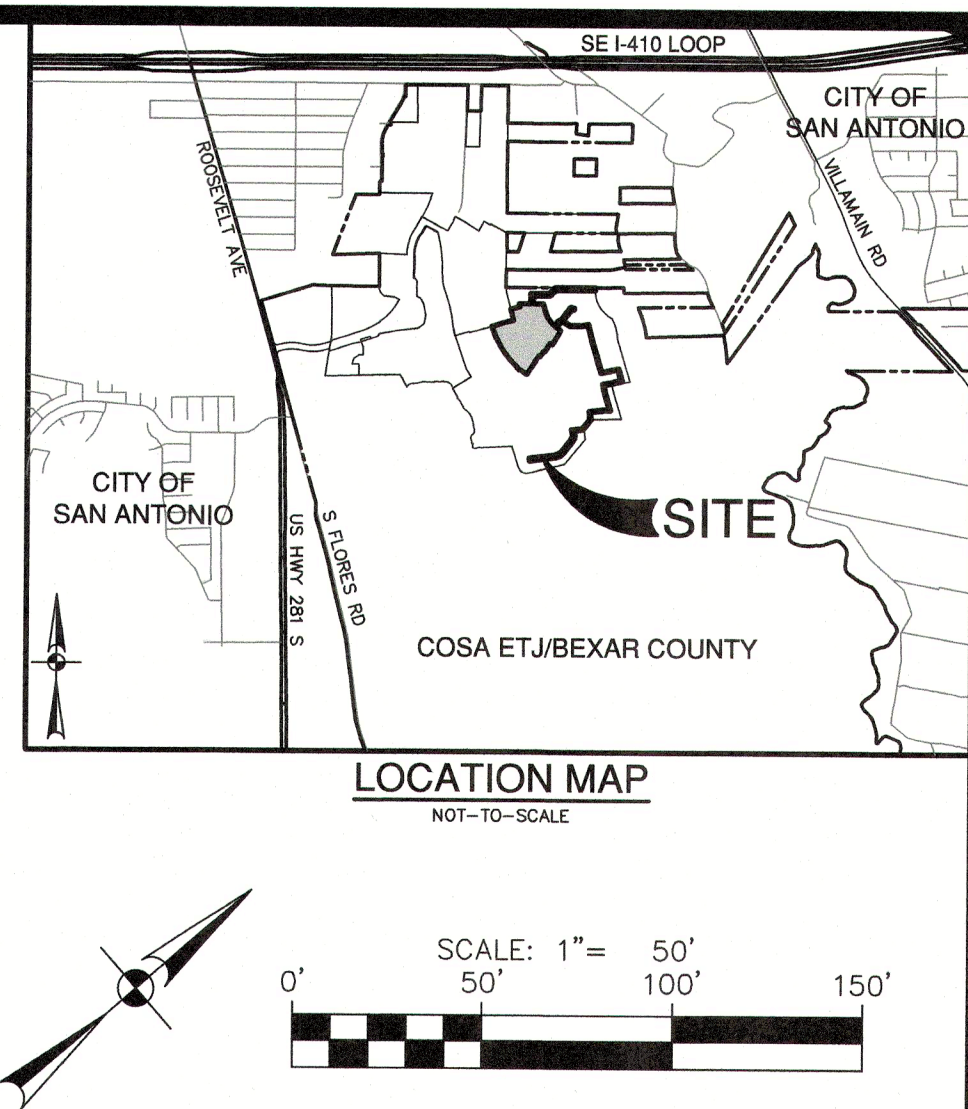 SE I-410 LOOP
CITY OF
SAN ANTONIO
ROOSEVELT AVE
VILLAMAIN RD
CITY OF
SAN ANTONIO
US HWY 281 S
S FLORES RD
SITE
COSA ETJ/BEXAR COUNTY
LOCATION MAP
NOT-TO-SCALE
SCALE: 1"= 50'
0' 50' 100' 150'